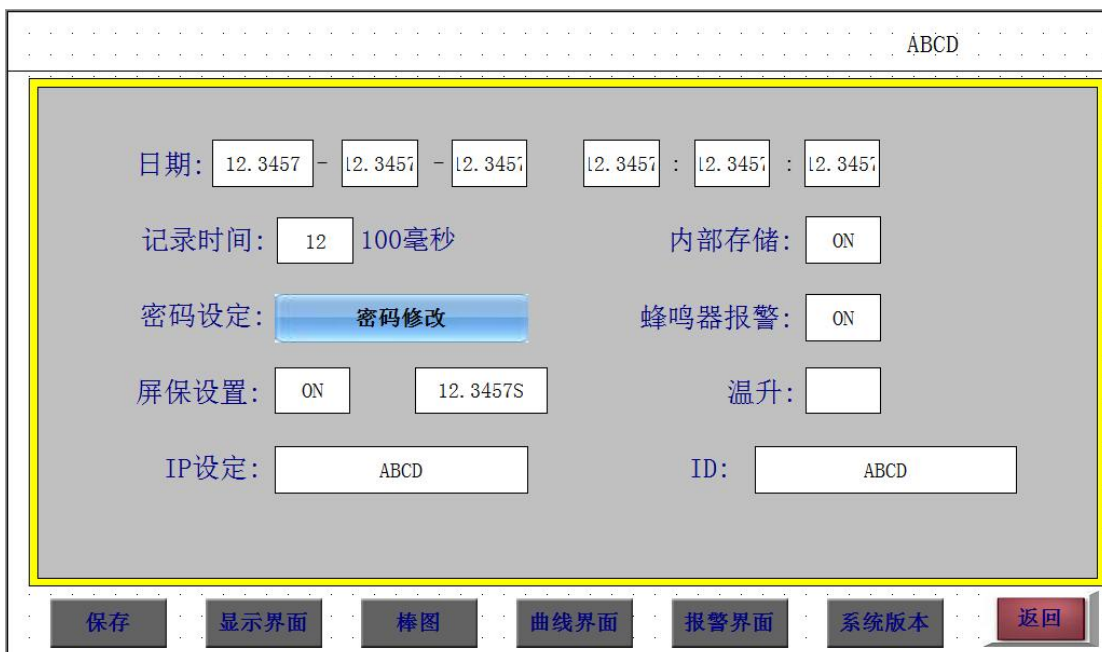 ABCD
日期: 12.3457 - 12.3457 - 12.3457 12.3457 : 12.3457 : 12.3457
记录时间: 12 100毫秒 内部存储: ON
密码设定: 密码修改 蜂鸣器报警: ON
屏保设置: ON 12.3457S 温升:
IP设定: ABCD ID: ABCD
保存 显示界面 棒图 曲线界面 报警界面 系统版本 返回